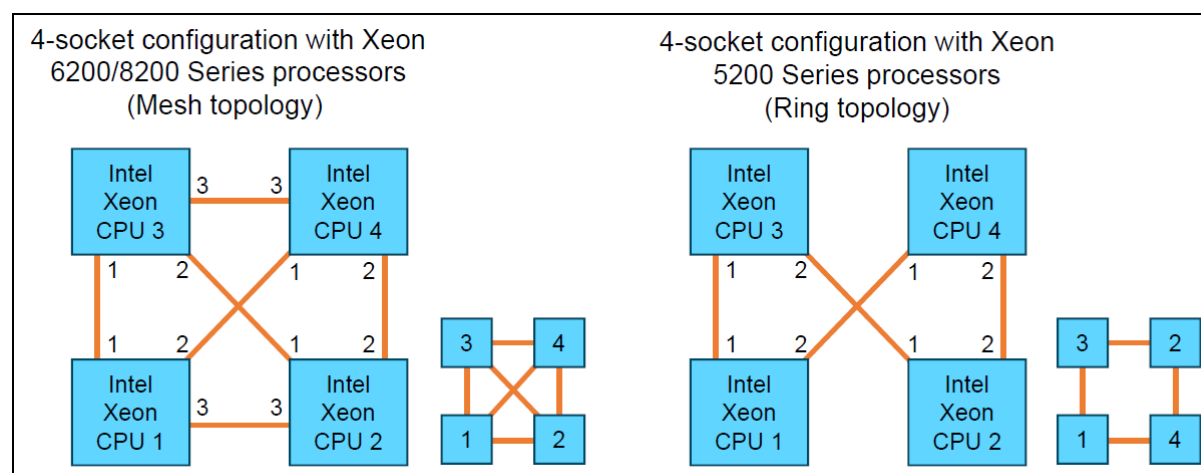 4-socket configuration with Xeon
6200/8200 Series processors
(Mesh topology)
Intel
Xeon
CPU 3
3
3
Intel
Xeon
CPU 4
1
2
1
2
1
2
1
2
Intel
Xeon
CPU 1
3
3
Intel
Xeon
CPU 2
3
4
1
2
4-socket configuration with Xeon
5200 Series processors
(Ring topology)
Intel
Xeon
CPU 3
Intel
Xeon
CPU 4
1
2
1
2
1
2
1
2
Intel
Xeon
CPU 1
Intel
Xeon
CPU 2
3
2
1
4